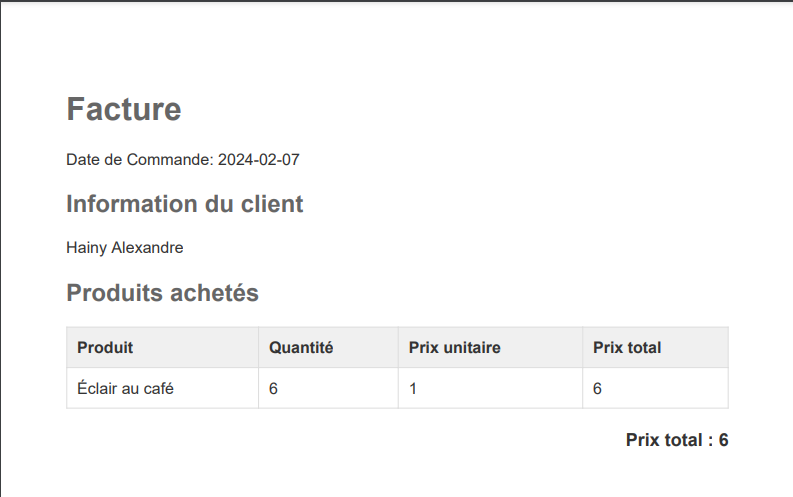 Facture
Date de Commande: 2024-02-07
Information du client
Hainy Alexandre
Produits achetés
Produit Quantité Prix unitaire Prix total
Éclair au café 6 1 6
Prix total : 6